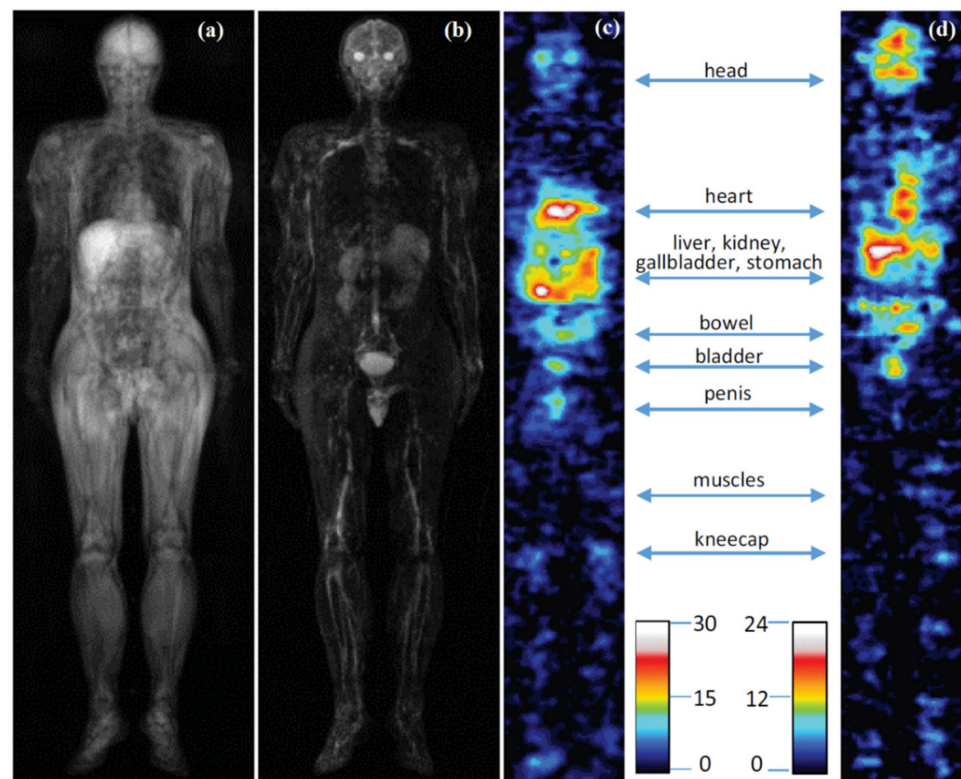 (a)
(b)
(c)
(d)
head
heart
liver, kidney,
gallbladder, stomach
bowel
bladder
penis
muscles
kneecap
30 24
15 12
0 0